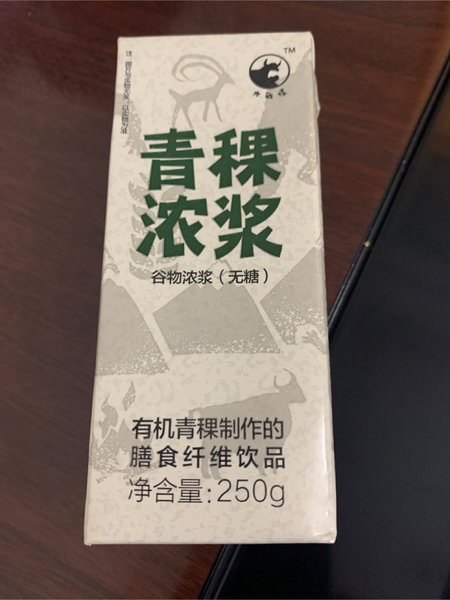 TM
青稞
浓浆
谷物浓浆（无糖）
有机青稞制作的
膳食纤维饮品
净含量:250g